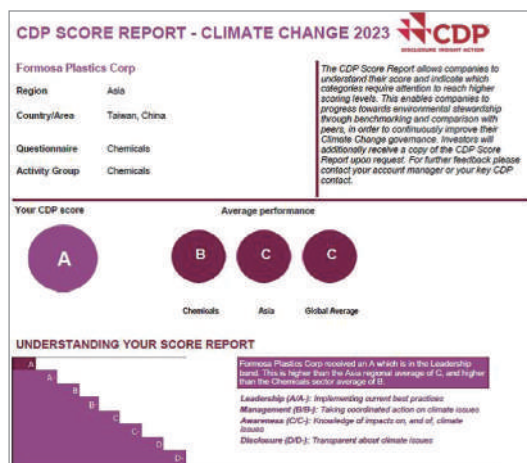 CDP SCORE REPORT - CLIMATE CHANGE 2023
CDP
DISCLOSURE INSIGHT ACTION
Formosa Plastics Corp
Region Asia
Country/Area Taiwan, China
Questionnaire Chemicals
Activity Group Chemicals
The CDP Score Report allows companies to
understand their score and indicate which
categories require attention to reach higher
scoring levels. This enables companies to
progress towards environmental stewardship
through benchmarking and comparison with
peers, in order to continuously improve their
Climate Change governance. Investors will
additionally receive a copy of the CDP Score
Report upon request. For further feedback please
contact your account manager or your key CDP
contact.
Your CDP score
Average performance
A
B
C
C
Chemicals
Asia
Global Average
UNDERSTANDING YOUR SCORE REPORT
A
A-
B
B-
C
C-
D
D-
Formosa Plastics Corp received an A which is in the Leadership
band. This is higher than the Asia regional average of C, and higher
than the Chemicals sector average of B.
Leadership (A/A-): Implementing current best practices
Management (B/B-): Taking coordinated action on climate issues
Awareness (C/C-): Knowledge of impacts on, and of, climate
issues
Disclosure (D/D-): Transparent about climate issues